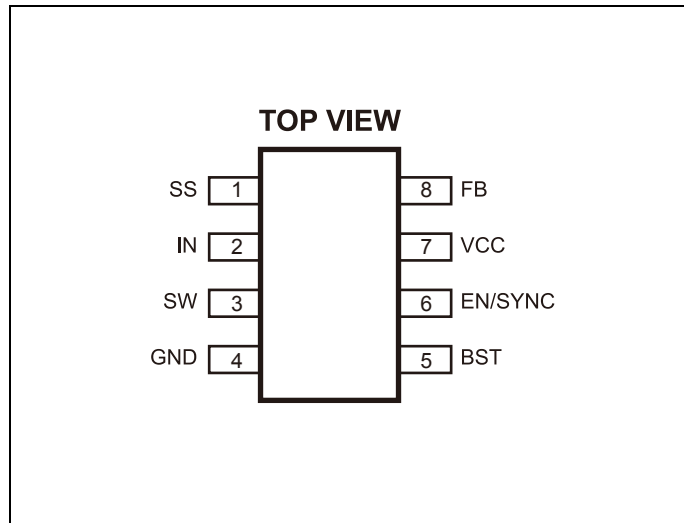 TOP VIEW
SS 1 8 FB
IN 2 7 VCC
SW 3 6 EN/SYNC
GND 4 5 BST